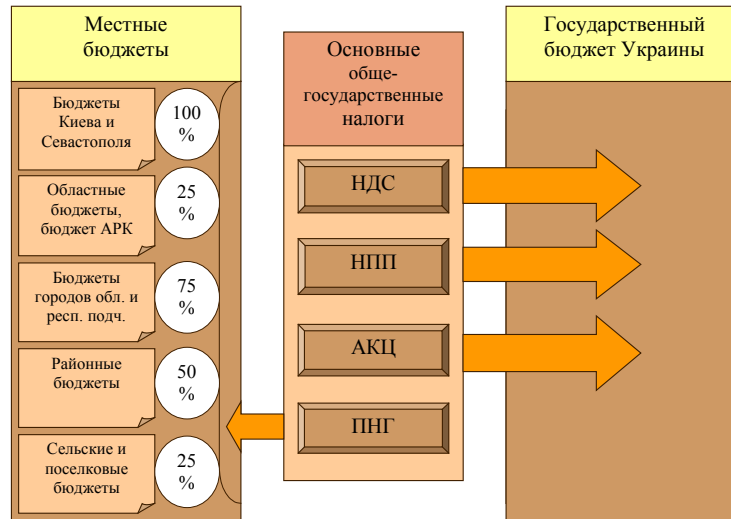 Местные
бюджеты
Бюджеты
Киева и
Севастополя
100
%
Областные
бюджеты,
бюджет АРК
25
%
Бюджеты
городов обл. и
респ. подч.
75
%
Районные
бюджеты
50
%
Сельские и
поселковые
бюджеты
25
%
Основные
обще-
государственные
налоги
НДС
НПП
АКЦ
ПНГ
Государственный
бюджет Украины